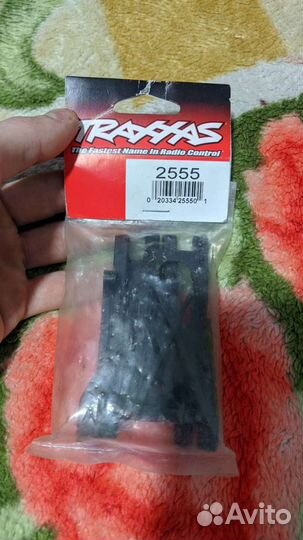 TRAXXAS
The Fastest Name In Radio Control
2555
0 20334 25550 1
Avito